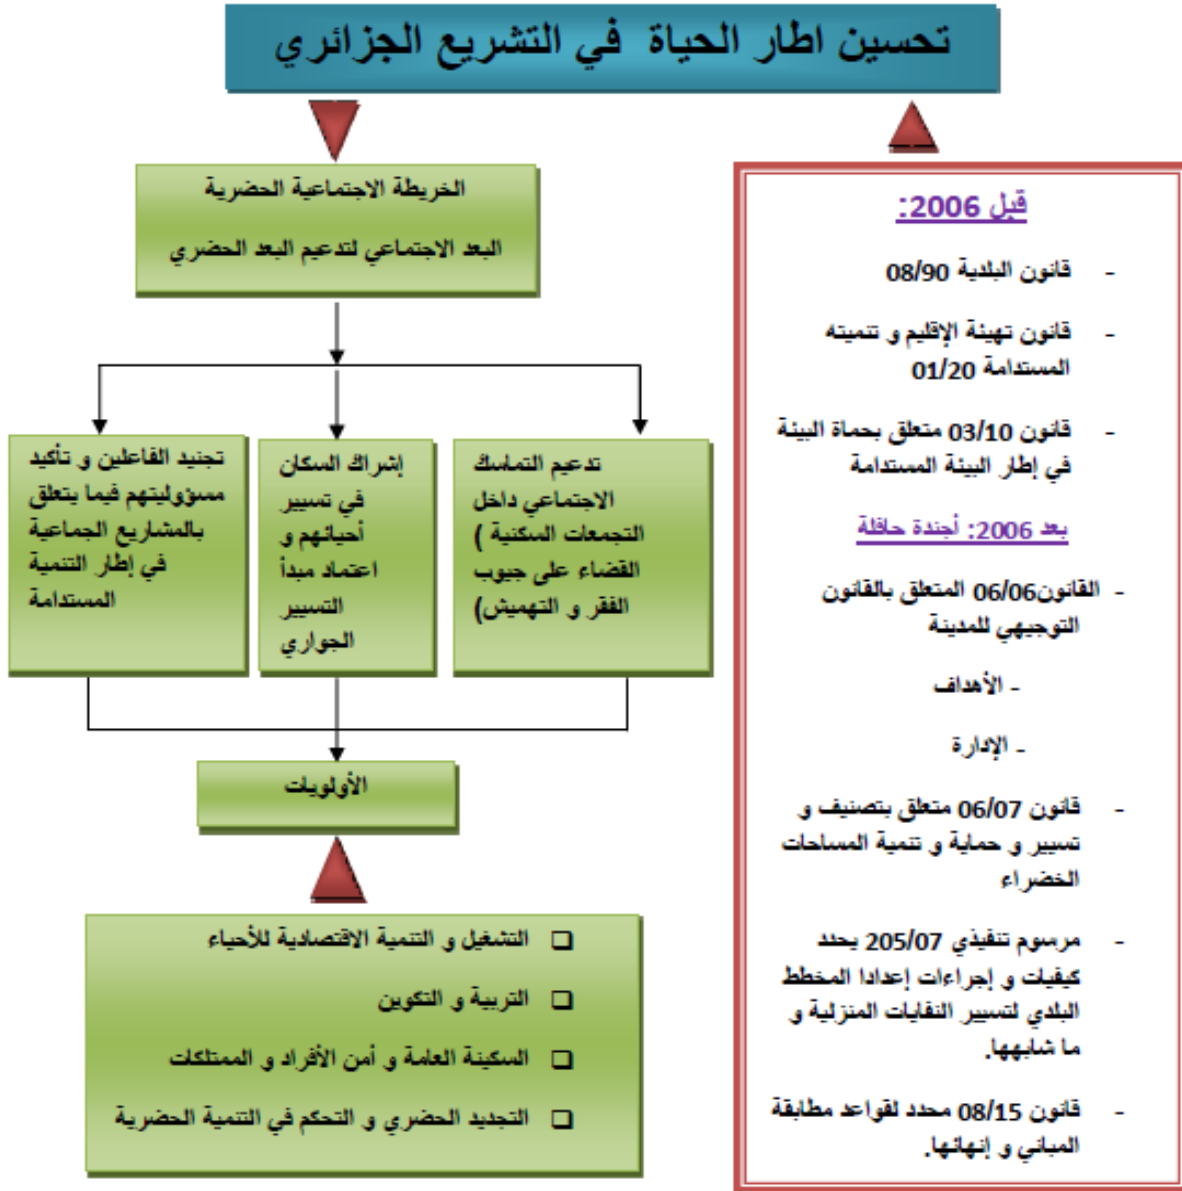 تحسين اطار الحياة في التشريع الجزائري
قبل 2006:
- قانون البلدية 08/90
- قانون تهيئة الإقليم و تنميته
المستدامة 01/20
- قانون 03/10 متعلق بحماة البيئة
في إطار البيئة المستدامة
بعد 2006: أجندة حافلة
- القانون06/06 المتعلق بالقانون
التوجيهي للمدينة
- الأهداف
- الإدارة
- قانون 06/07 متعلق بتصنيف و
تسيير و حماية و تنمية المساحات
الخضراء
- مرسوم تنفيذي 205/07 يحدد
كيفيات و إجراءات إعدادا المخطط
البلدي لتسيير النفايات المنزلية و
ما شابهها.
- قانون 08/15 محدد لقواعد مطابقة
المباني و إنهائها.
الخريطة الاجتماعية الحضرية
البعد الاجتماعي لتدعيم البعد الحضري
تدعيم التماسك
الاجتماعي داخل
التجمعات السكنية (
القضاء على جيوب
الفقر و التهميش)
إشراك السكان
في تسيير
أحيائهم و
اعتماد مبدأ
التسيير
الجواري
تجنيد الفاعلين و تأكيد
مسؤوليتهم فيما يتعلق
بالمشاريع الجماعية
في إطار التنمية
المستدامة
الأولويات
❑ التشغيل و التنمية الاقتصادية للأحياء
❑ التربية و التكوين
❑ السكينة العامة و أمن الأفراد و الممتلكات
❑ التجديد الحضري و التحكم في التنمية الحضرية